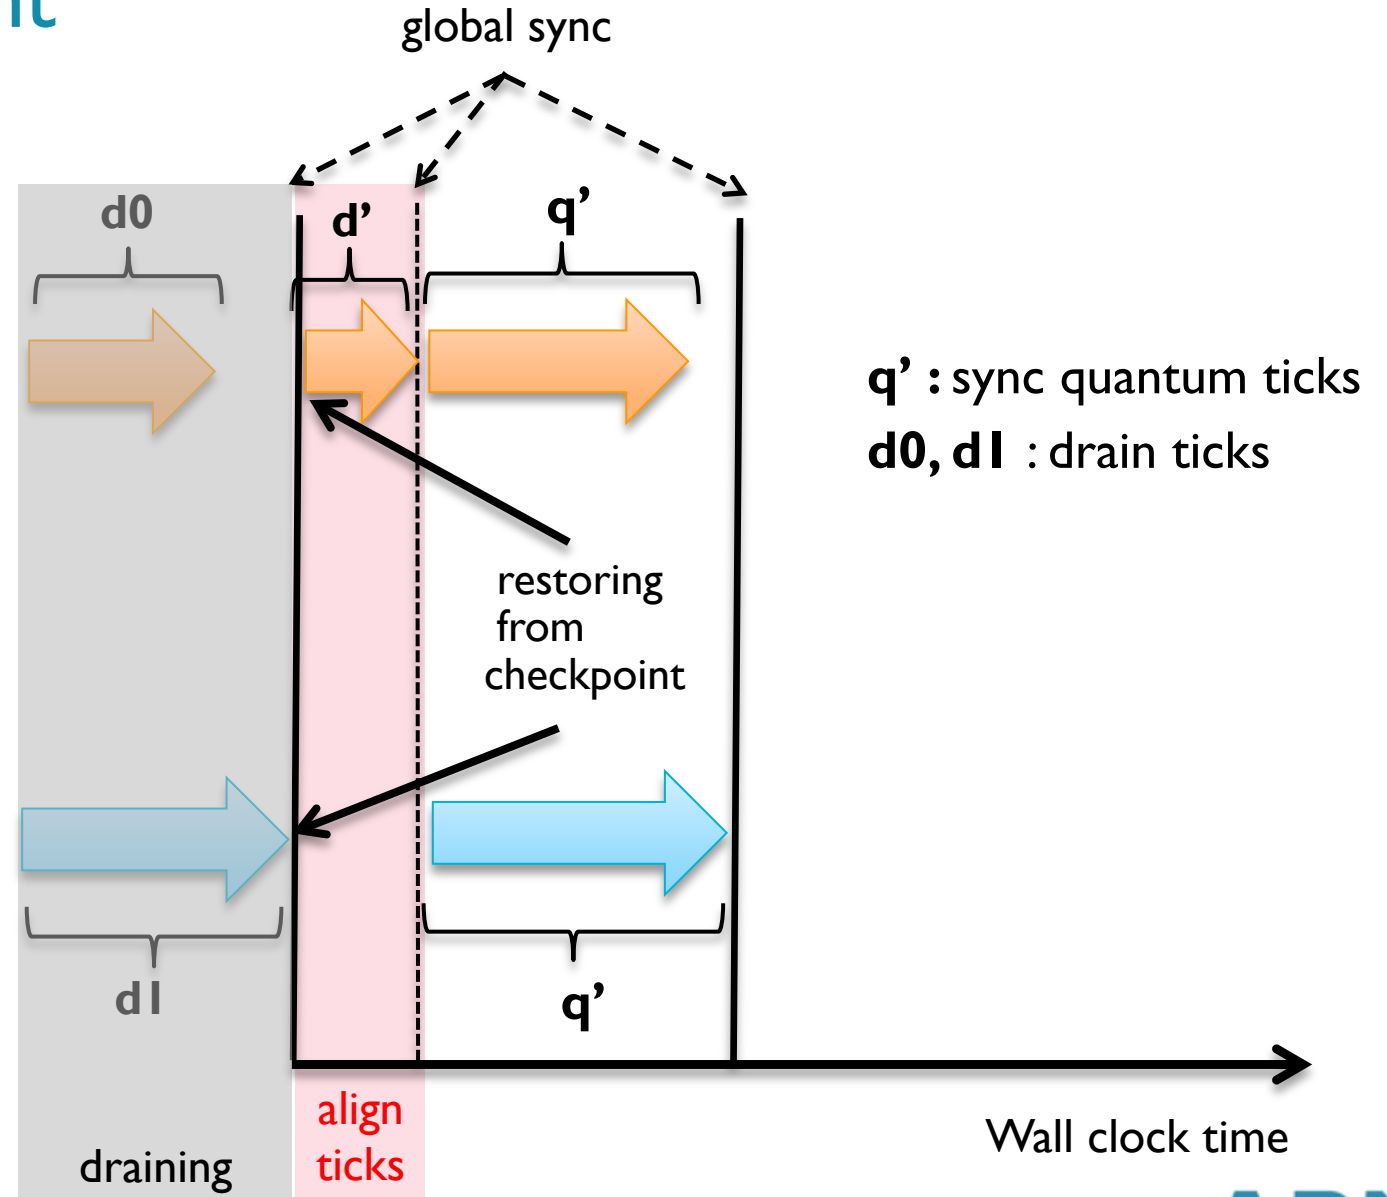 global sync
d0
d’
q’
q’ : sync quantum ticks
d0, d1 : drain ticks
restoring
from
checkpoint
d1
q’
align
ticks
draining
Wall clock time